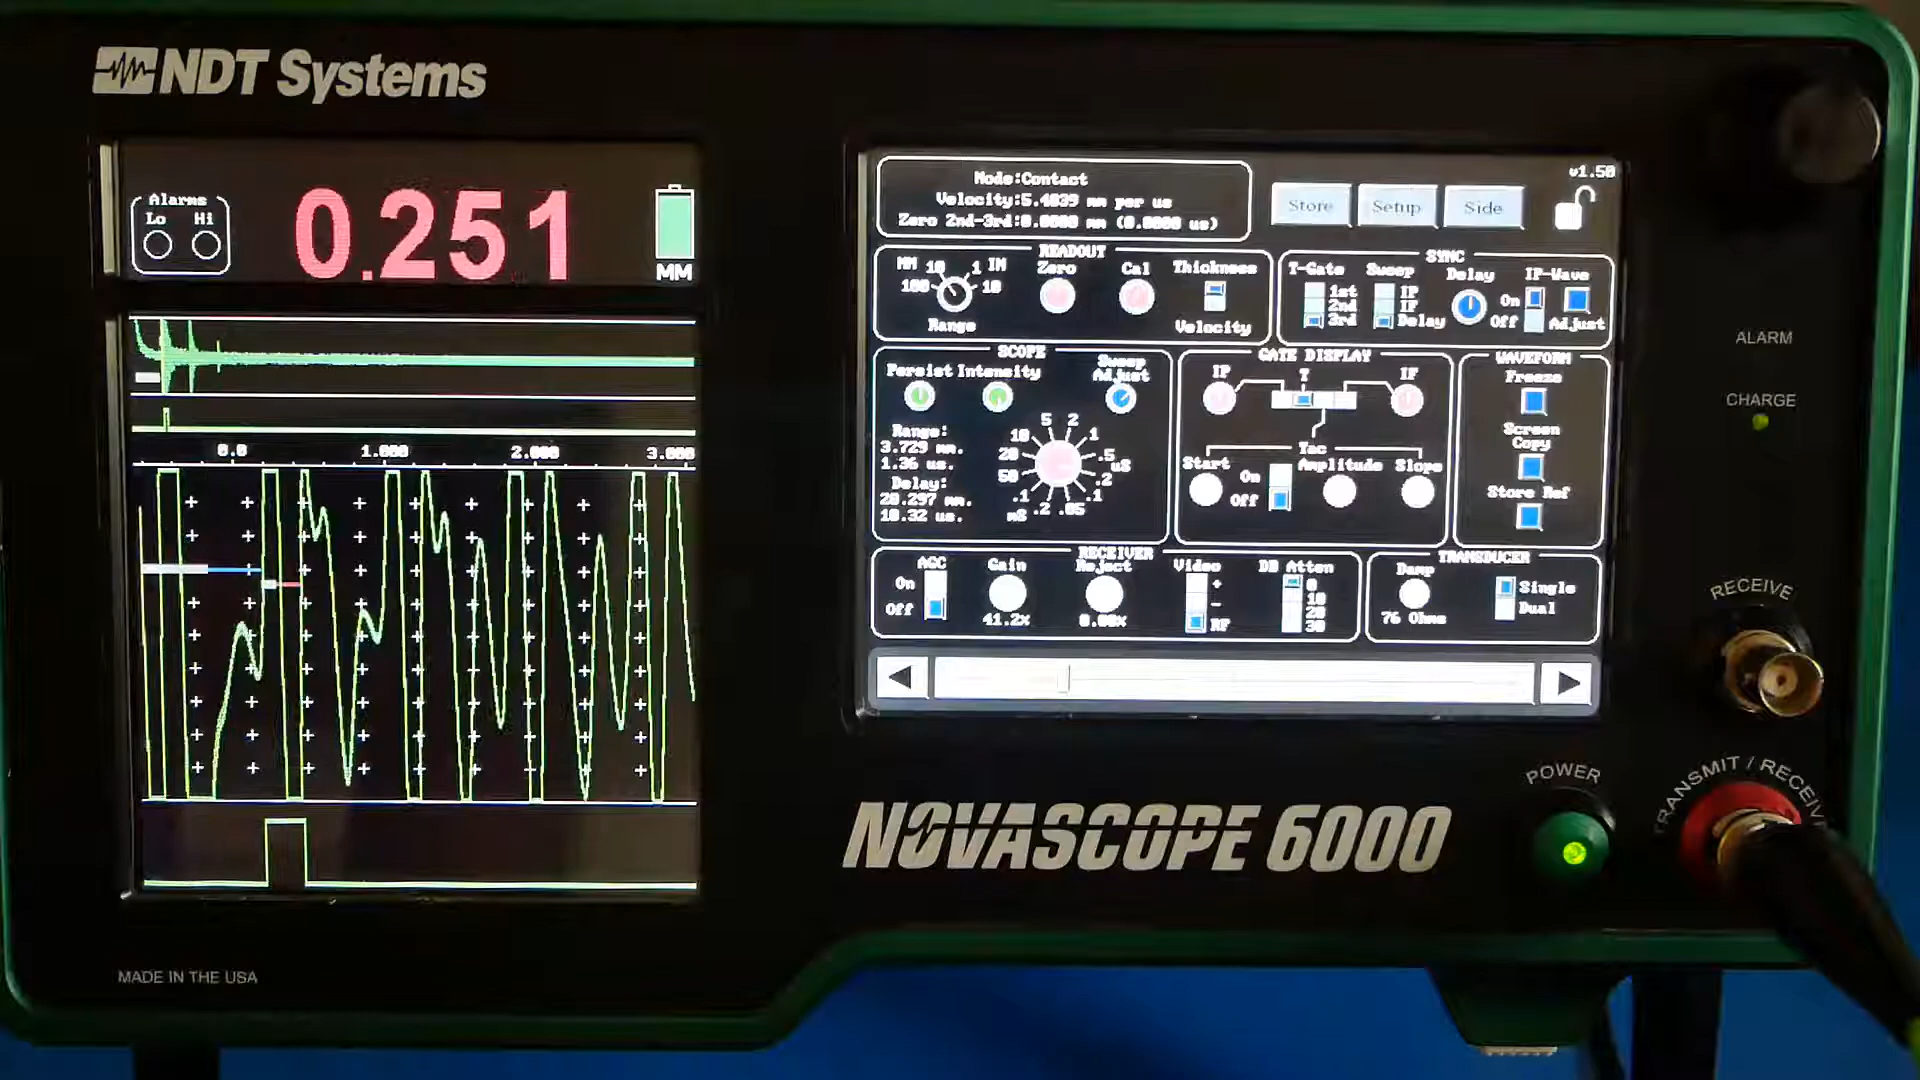 NDT Systems
Alarms
Lo Hi
0.251
MM
0.0 1.000 2.000 3.000
Mode:Contact
Velocity:5.4839 mm per us
Zero 2nd-3rd:0.0000 mm (0.0000 us)
Store Setup Side
v1.50
READOUT
MM 10 1 IN
100 10
Range
Zero
Cal
Thickness
Velocity
SYNC
T-Gate Sweep Delay IF-Wave
1st IP On
2nd IF Off
3rd Delay Adjust
SCOPE
Persist Intensity Sweep
Adjust
Range:
3.729 mm.
1.36 us.
Delay:
28.297 mm.
10.32 us.
5 2
10 1
20 .5 uS
50 .2
.1 .1
mS .2 .05
GATE DISPLAY
IP T IF
Tac
Start On Amplitude Slope
Off
WAVEFORM
Freeze
Screen
Copy
Store Ref
RECEIVER
AGC Gain Reject Video DB Atten
On + 0
- 10
Off 20
41.2% 0.00% RF 30
TRANSDUCER
Damp Single
76 Ohms Dual
ALARM
CHARGE
RECEIVE
POWER
TRANSMIT / RECEIV
NOVASCOPE 6000
MADE IN THE USA